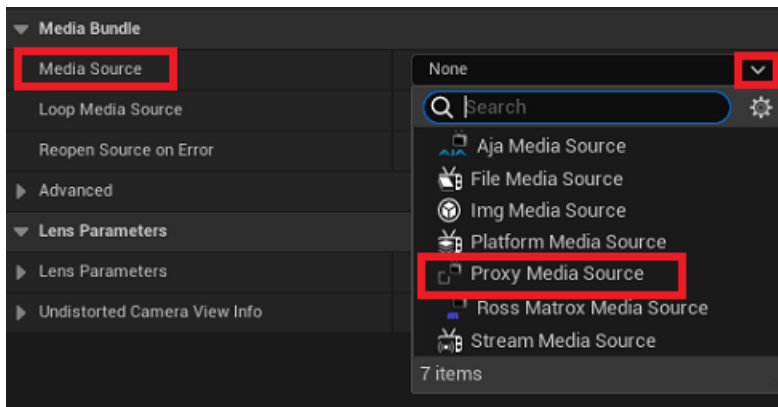 Media Bundle
Media Source
None
Loop Media Source
Search
Reopen Source on Error
Aja Media Source
File Media Source
Advanced
Img Media Source
Lens Parameters
Platform Media Source
Lens Parameters
Proxy Media Source
Undistorted Camera View Info
Ross Matrox Media Source
Stream Media Source
7 items